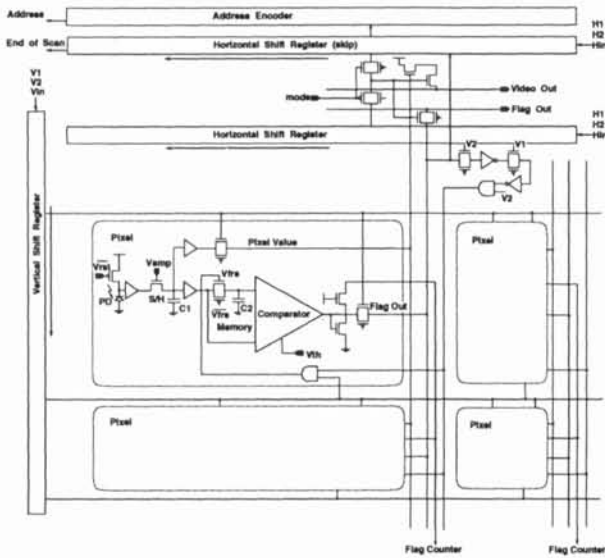 Address
Address Encoder
H1
H2
Hin
End of Scan
Horizontal Shift Register (skip)
V1
V2
Vin
mode
Video Out
Flag Out
H1
H2
Hin
Horizontal Shift Register
V2
V1
V2
Vertical Shift Register
Pixel
Vrst
Vsmp
Pixel Value
Pixel
PD
S/H
C1
Vfre
Vfre
C2
Memory
Comparator
Flag Out
Vth
Pixel
Pixel
Flag Counter
Flag Counter